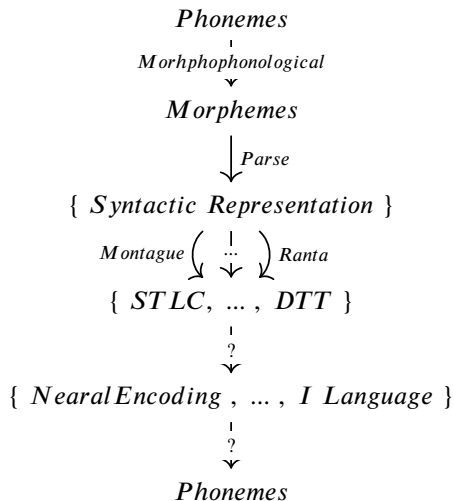 Phonemes
Morhphophonological
Morphemes
Parse
{ Syntactic Representation }
Montague ... Ranta
{ STLC, ... , DTT }
?
{ NearalEncoding , ... , I Language }
?
Phonemes